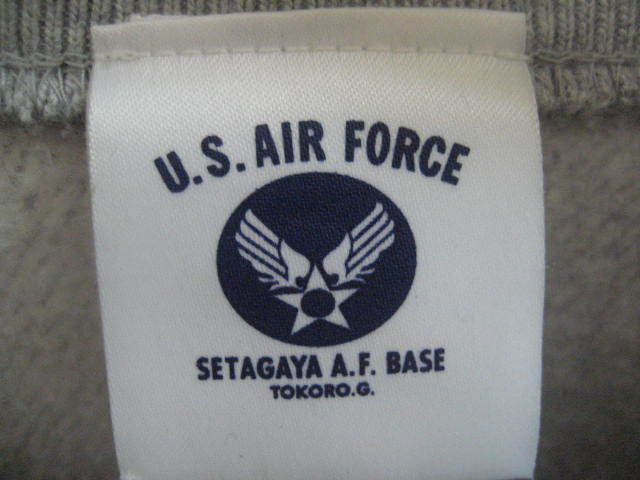 U.S. AIR FORCE
SETAGAYA A.F. BASE
TOKORO.G.